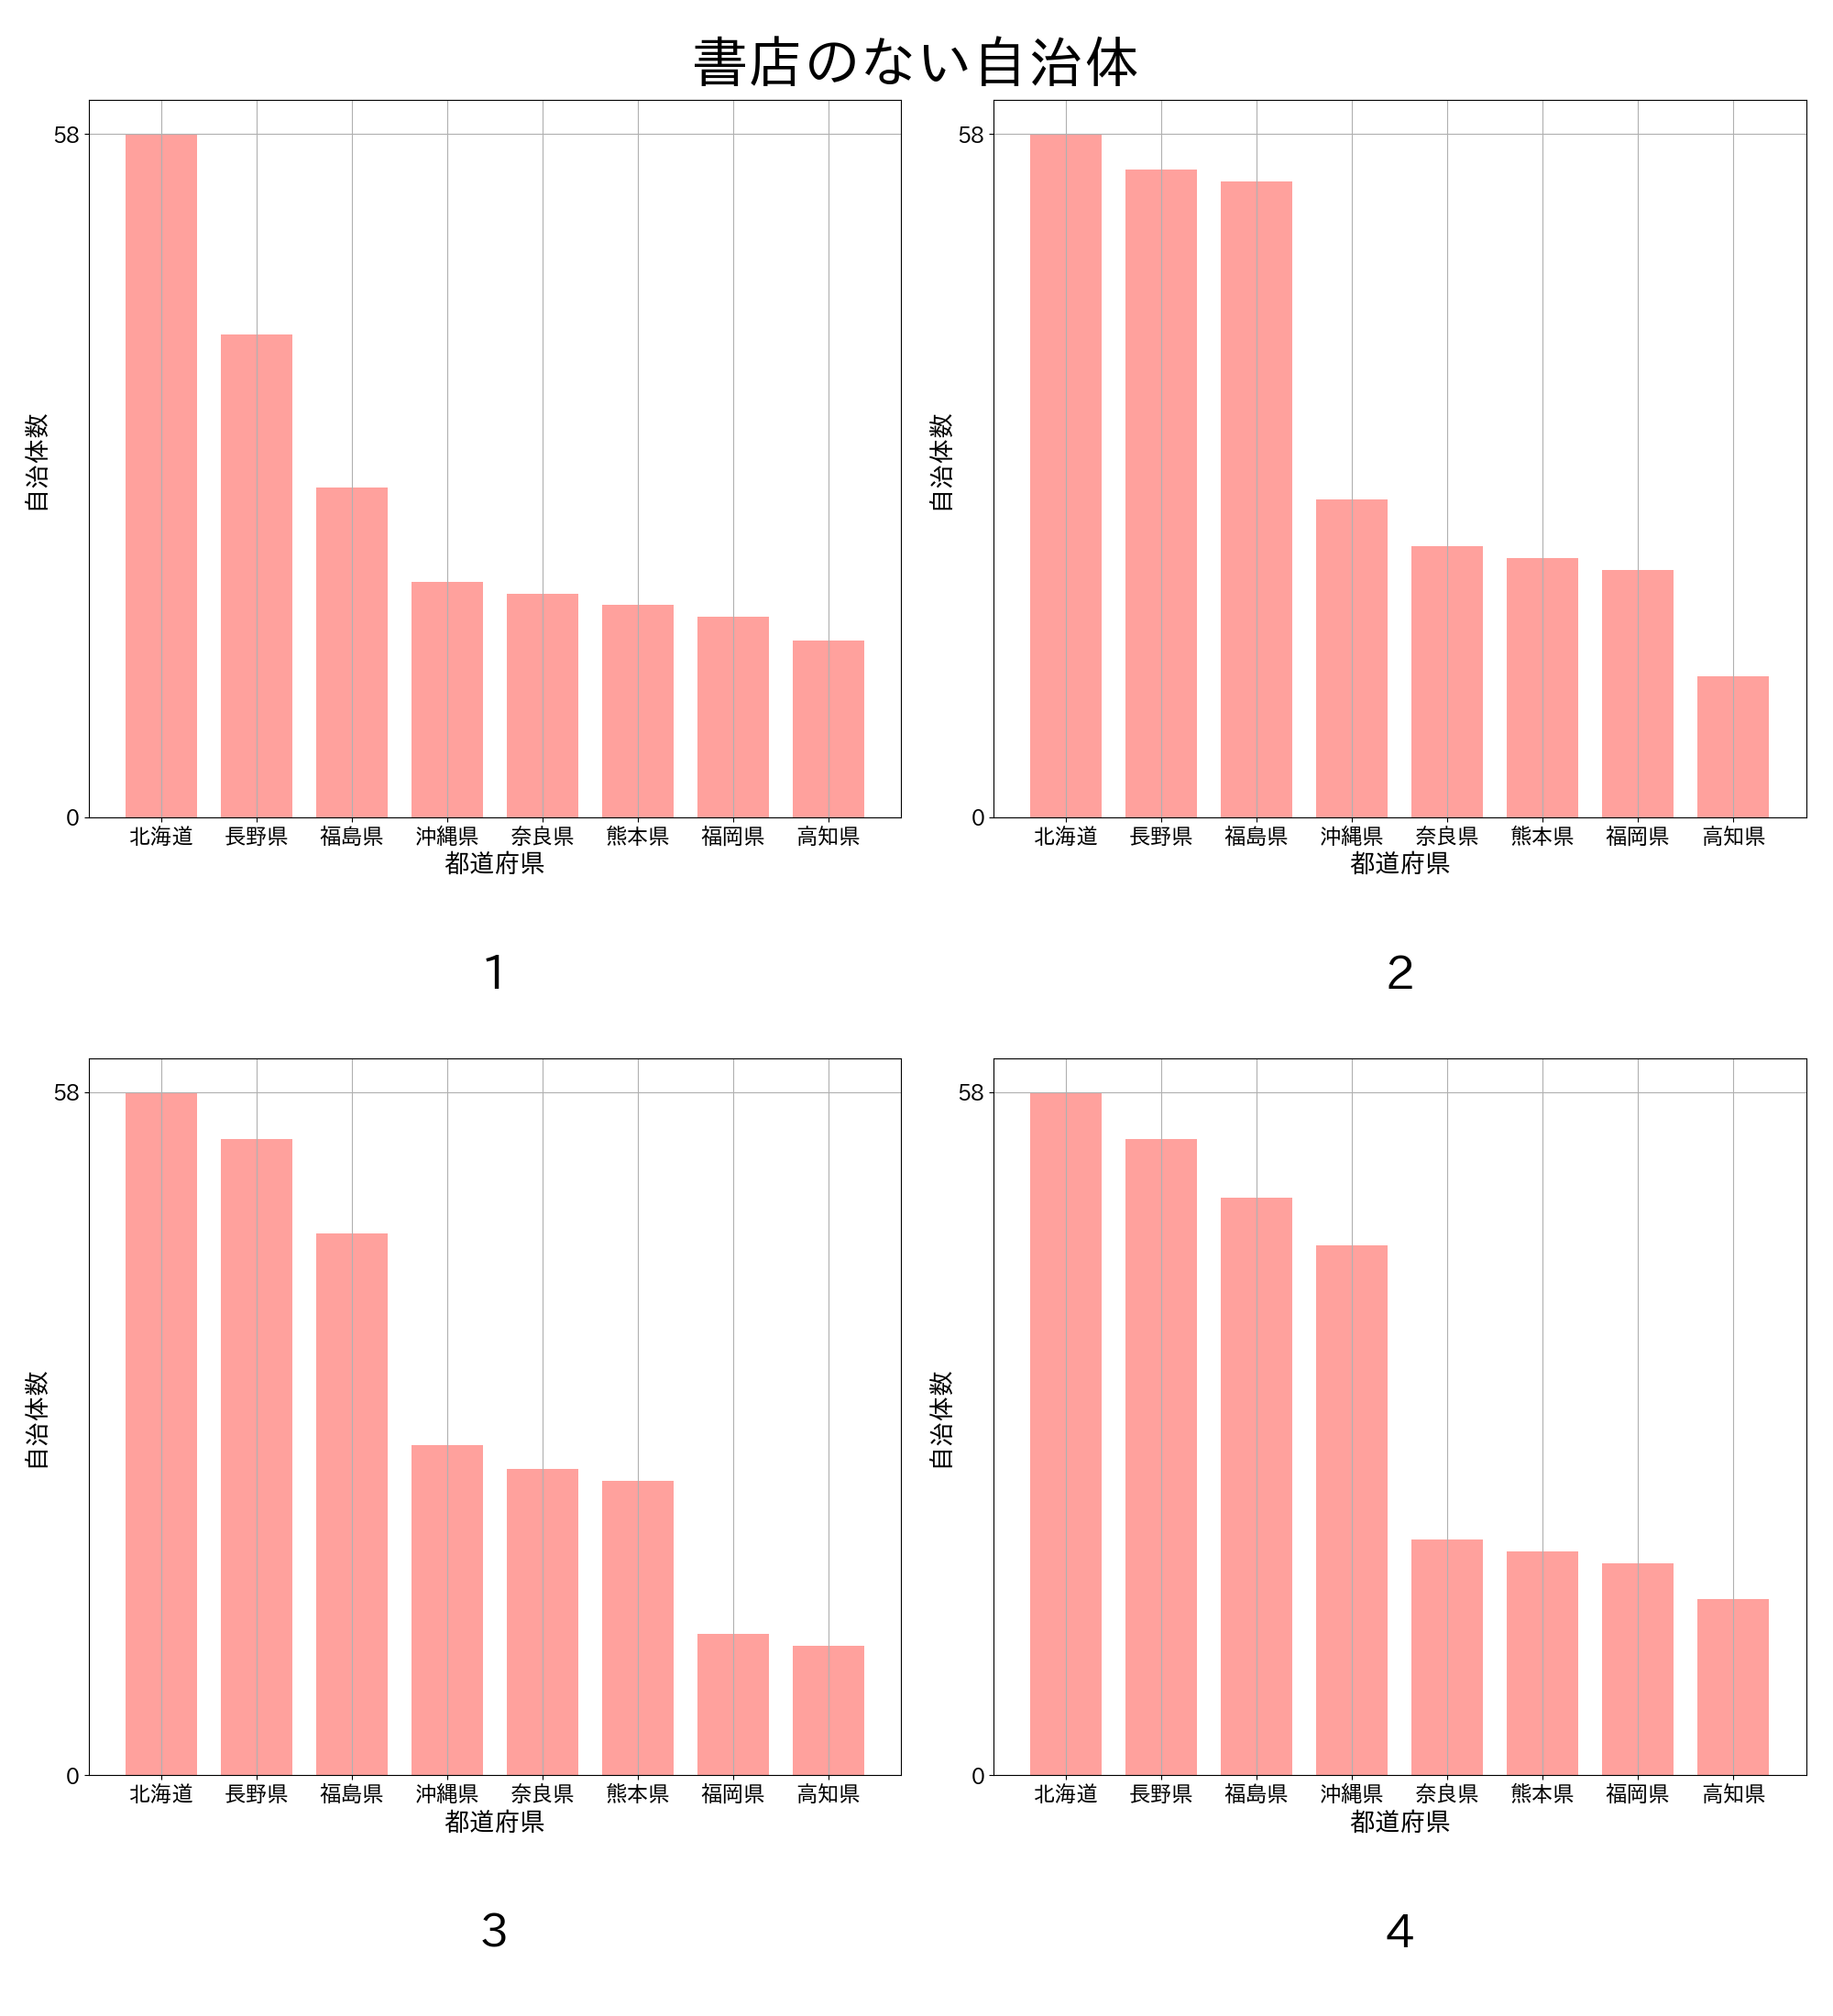 書店のない自治体
58
0
自治体数
北海道 長野県 福島県 沖縄県 奈良県 熊本県 福岡県 高知県
都道府県
1
58
0
自治体数
北海道 長野県 福島県 沖縄県 奈良県 熊本県 福岡県 高知県
都道府県
2
58
0
自治体数
北海道 長野県 福島県 沖縄県 奈良県 熊本県 福岡県 高知県
都道府県
3
58
0
自治体数
北海道 長野県 福島県 沖縄県 奈良県 熊本県 福岡県 高知県
都道府県
4